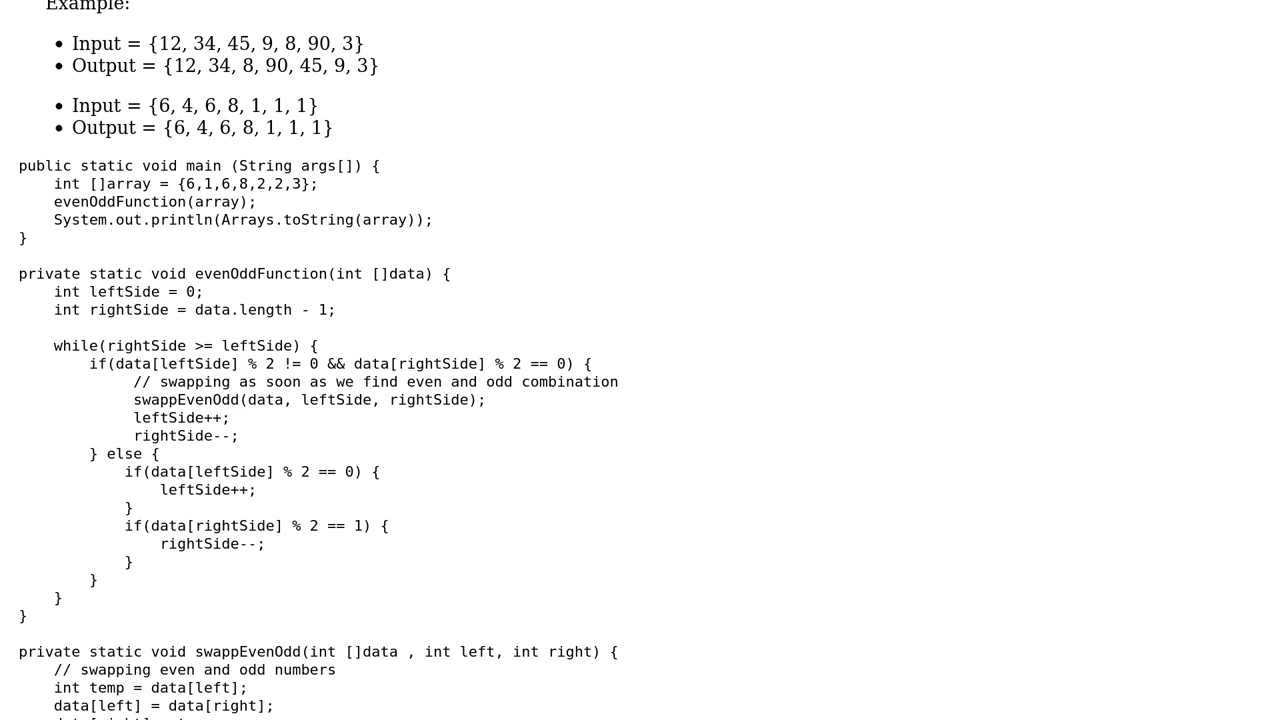 Example:
• Input = {12, 34, 45, 9, 8, 90, 3}
• Output = {12, 34, 8, 90, 45, 9, 3}
• Input = {6, 4, 6, 8, 1, 1, 1}
• Output = {6, 4, 6, 8, 1, 1, 1}
public static void main (String args[]) {
    int []array = {6,1,6,8,2,2,3};
    evenOddFunction(array);
    System.out.println(Arrays.toString(array));
}
private static void evenOddFunction(int []data) {
    int leftSide = 0;
    int rightSide = data.length - 1;
    while(rightSide >= leftSide) {
        if(data[leftSide] % 2 != 0 && data[rightSide] % 2 == 0) {
             // swapping as soon as we find even and odd combination
             swappEvenOdd(data, leftSide, rightSide);
             leftSide++;
             rightSide--;
        } else {
            if(data[leftSide] % 2 == 0) {
                leftSide++;
            }
            if(data[rightSide] % 2 == 1) {
                rightSide--;
            }
        }
    }
}
private static void swappEvenOdd(int []data , int left, int right) {
    // swapping even and odd numbers
    int temp = data[left];
    data[left] = data[right];